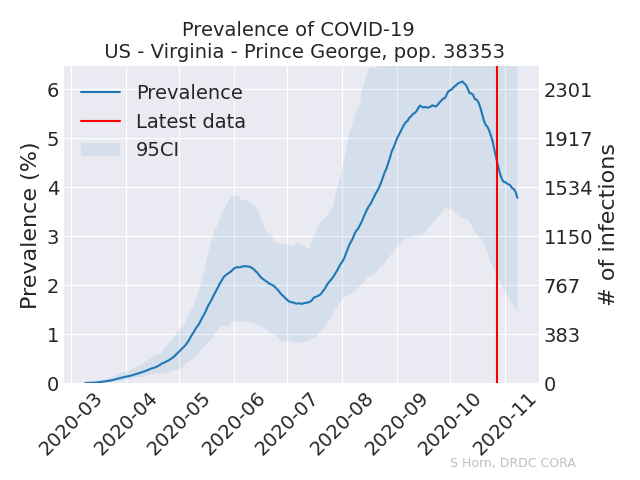 Prevalence of COVID-19
US - Virginia - Prince George, pop. 38353
Prevalence
Latest data
95CI
Prevalence (%)
6
5
4
3
2
1
0
2301
1917
1534
1150
767
383
0
# of infections
2020-03
2020-04
2020-05
2020-06
2020-07
2020-08
2020-09
2020-10
2020-11
S Horn, DRDC CORA